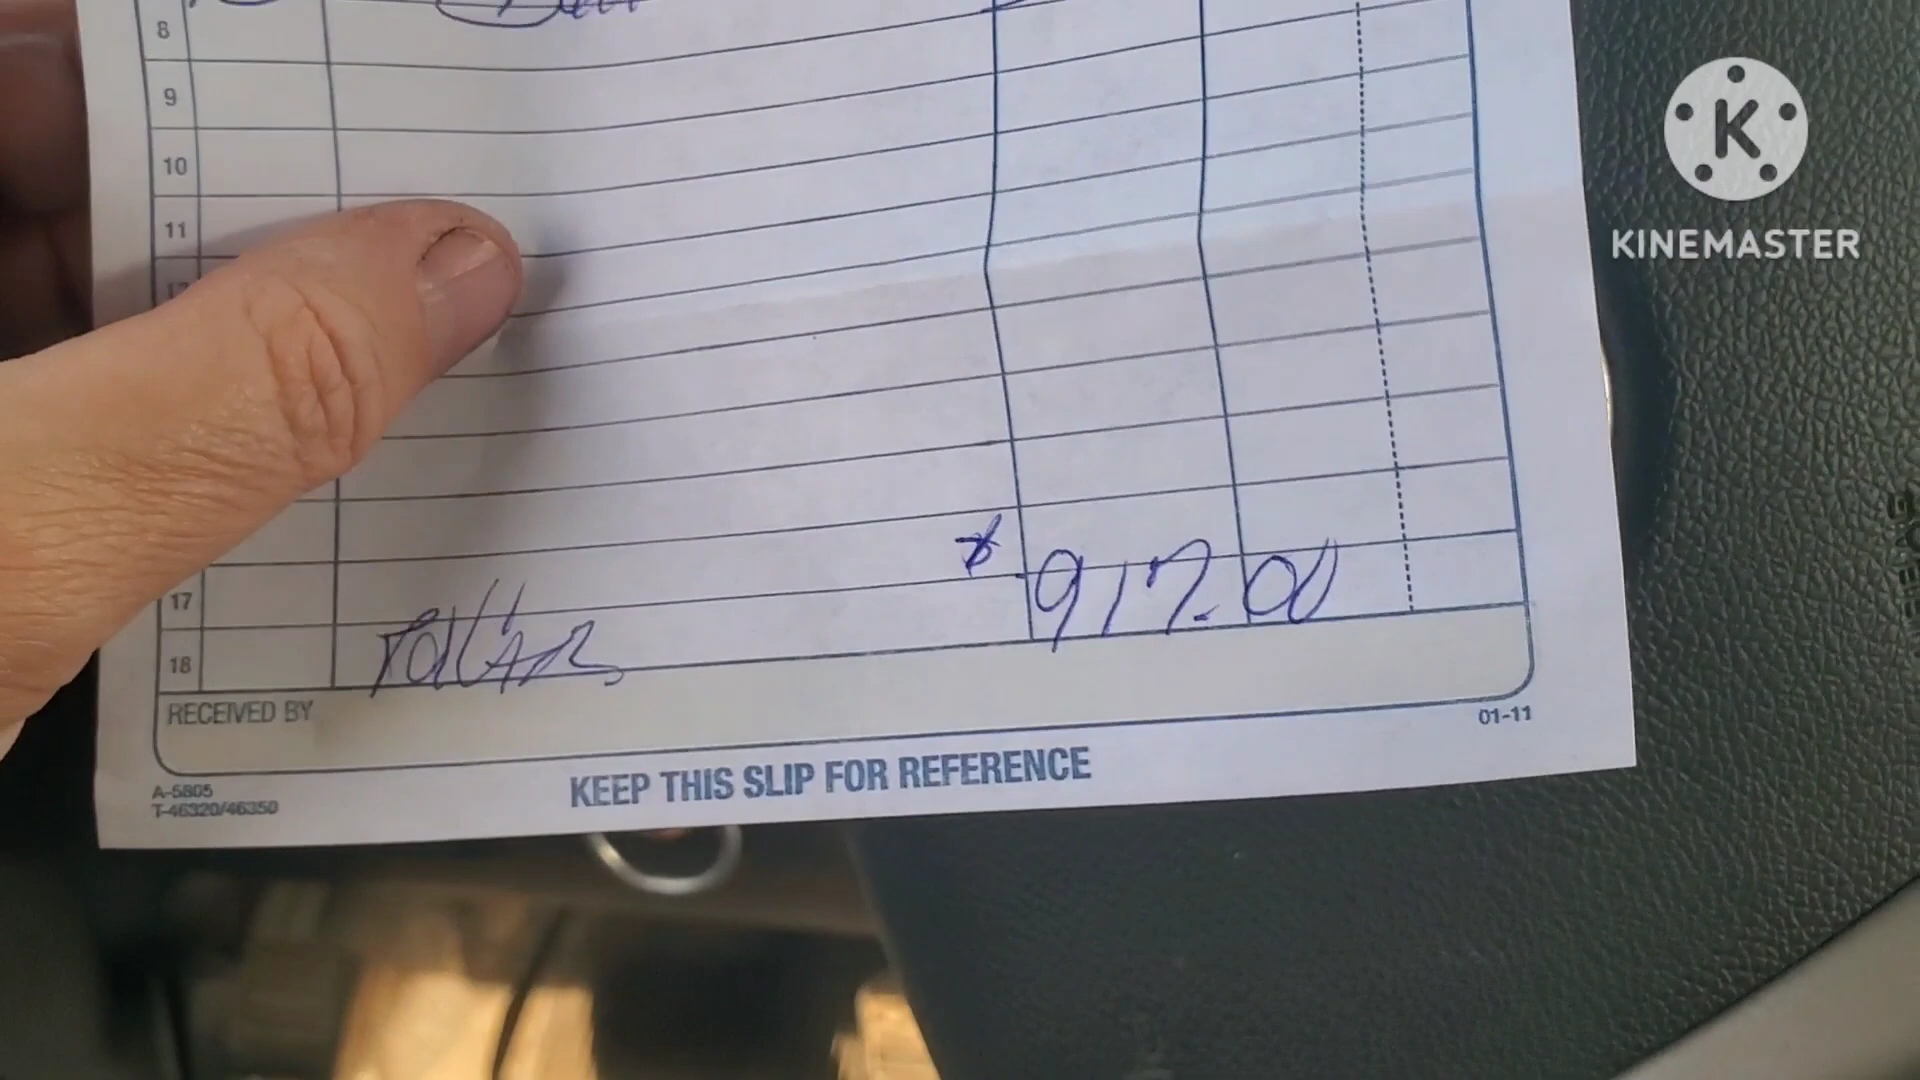 8
9
10
11
K
KINEMASTER
$ 917.00
17
18
RECEIVED BY
01-11
A-5805
T-46320/46350
KEEP THIS SLIP FOR REFERENCE